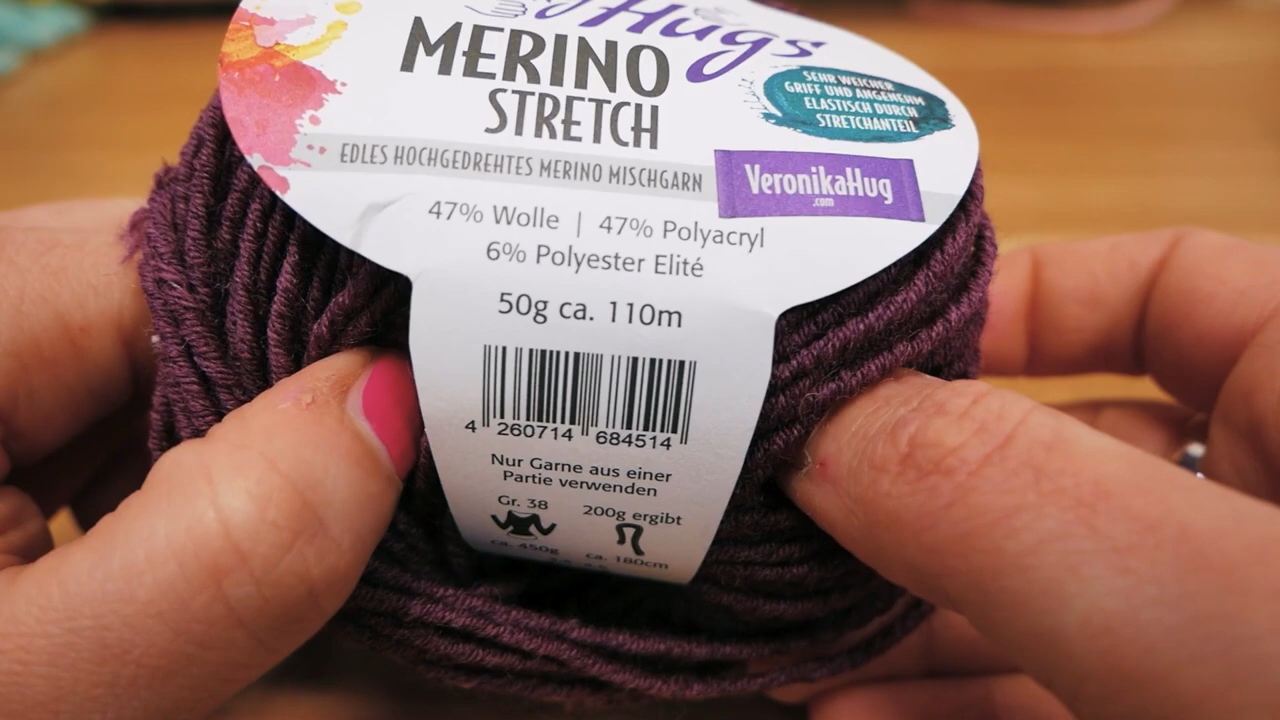 Hugs
MERINO
STRETCH
SEHR WEICHER
GRIFF UND ANGENEHM
ELASTISCH DURCH
STRETCHANTEIL
EDLES HOCHGEDREHTES MERINO MISCHGARN
VeronikaHug
.com
47% Wolle | 47% Polyacryl
6% Polyester Elité
50g ca. 110m
4 260714 684514
Nur Garne aus einer
Partie verwenden
Gr. 38
200g ergibt
ca. 450g
ca. 180cm